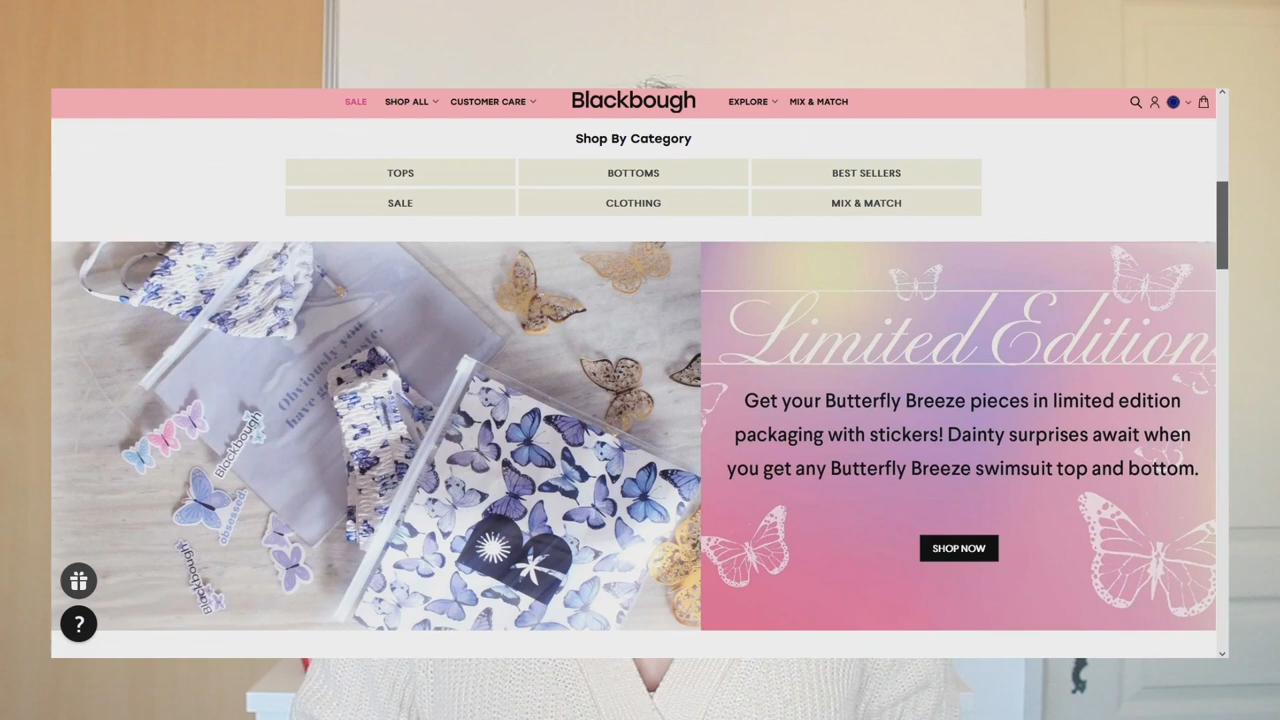 SALE SHOP ALL CUSTOMER CARE Blackbough EXPLORE MIX & MATCH
Shop By Category
TOPS BOTTOMS BEST SELLERS
SALE CLOTHING MIX & MATCH
Obviously you
have good taste.
Blackbough
obsessed.
Blackbough
Limited Edition
Get your Butterfly Breeze pieces in limited edition
packaging with stickers! Dainty surprises await when
you get any Butterfly Breeze swimsuit top and bottom.
SHOP NOW
?